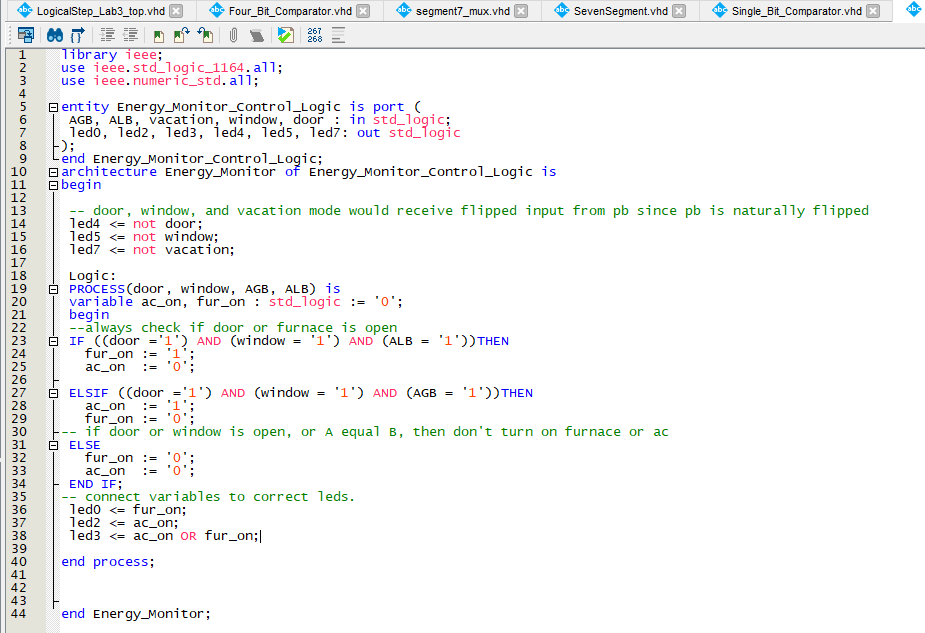 LogicalStep_Lab3_top.vhd Four_Bit_Comparator.vhd segment7_mux.vhd SevenSegment.vhd Single_Bit_Comparator.vhd
267
268
1 library ieee;
2 use ieee.std_logic_1164.all;
3 use ieee.numeric_std.all;
4
5 entity Energy_Monitor_Control_Logic is port (
6 AGB, ALB, vacation, window, door : in std_logic;
7 led0, led2, led3, led4, led5, led7: out std_logic
8 );
9 end Energy_Monitor_Control_Logic;
10 architecture Energy_Monitor of Energy_Monitor_Control_Logic is
11 begin
12
13 -- door, window, and vacation mode would receive flipped input from pb since pb is naturally flipped
14 led4 <= not door;
15 led5 <= not window;
16 led7 <= not vacation;
17
18 Logic:
19 PROCESS(door, window, AGB, ALB) is
20 variable ac_on, fur_on : std_logic := '0';
21 begin
22 --always check if door or furnace is open
23 IF ((door ='1') AND (window = '1') AND (ALB = '1'))THEN
24 fur_on := '1';
25 ac_on := '0';
26
27 ELSIF ((door ='1') AND (window = '1') AND (AGB = '1'))THEN
28 ac_on := '1';
29 fur_on := '0';
30 -- if door or window is open, or A equal B, then don't turn on furnace or ac
31 ELSE
32 fur_on := '0';
33 ac_on := '0';
34 END IF;
35 -- connect variables to correct leds.
36 led0 <= fur_on;
37 led2 <= ac_on;
38 led3 <= ac_on OR fur_on;
39
40 end process;
41
42
43
44 end Energy_Monitor;